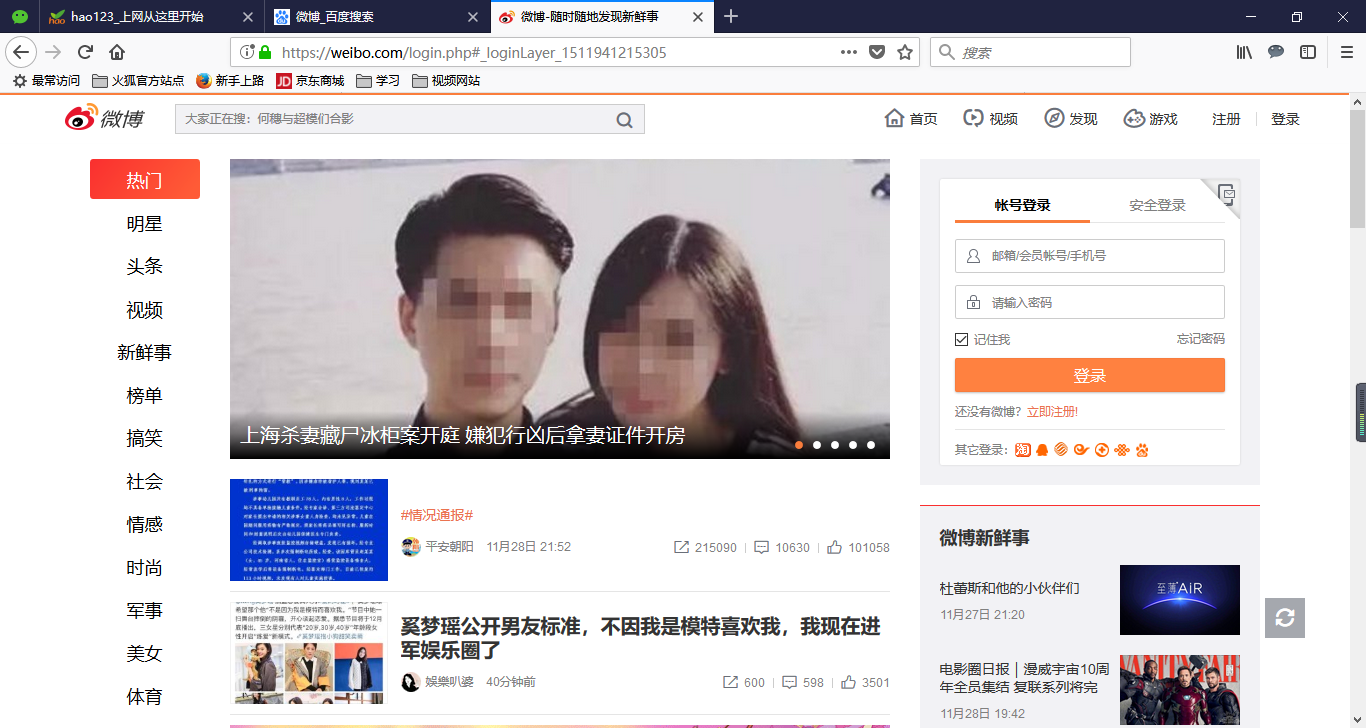 hao123_上网从这里开始
微博_百度搜索
微博-随时随地发现新鲜事
https://weibo.com/login.php#_loginLayer_1511941215305
搜索
最常访问 火狐官方站点 新手上路 JD 京东商城 学习 视频网站
微博
大家正在搜：何穗与超模们合影
首页 视频 发现 游戏 注册 登录
热门
明星
头条
视频
新鲜事
榜单
搞笑
社会
情感
时尚
军事
美女
体育
上海杀妻藏尸冰柜案开庭 嫌犯行凶后拿妻证件开房
#情况通报#
平安朝阳 11月28日 21:52 215090 10630 101058
奚梦瑶公开男友标准，不因我是模特喜欢我，我现在进
军娱乐圈了
娱樂叭婆 40分钟前 600 598 3501
帐号登录 安全登录
邮箱/会员帐号/手机号
请输入密码
记住我 忘记密码
登录
还没有微博？立即注册!
其它登录： 淘
微博新鲜事
杜蕾斯和他的小伙伴们
11月27日 21:20
至薄AiR
电影圈日报｜漫威宇宙10周
年全员集结 复联系列将完
11月28日 19:42